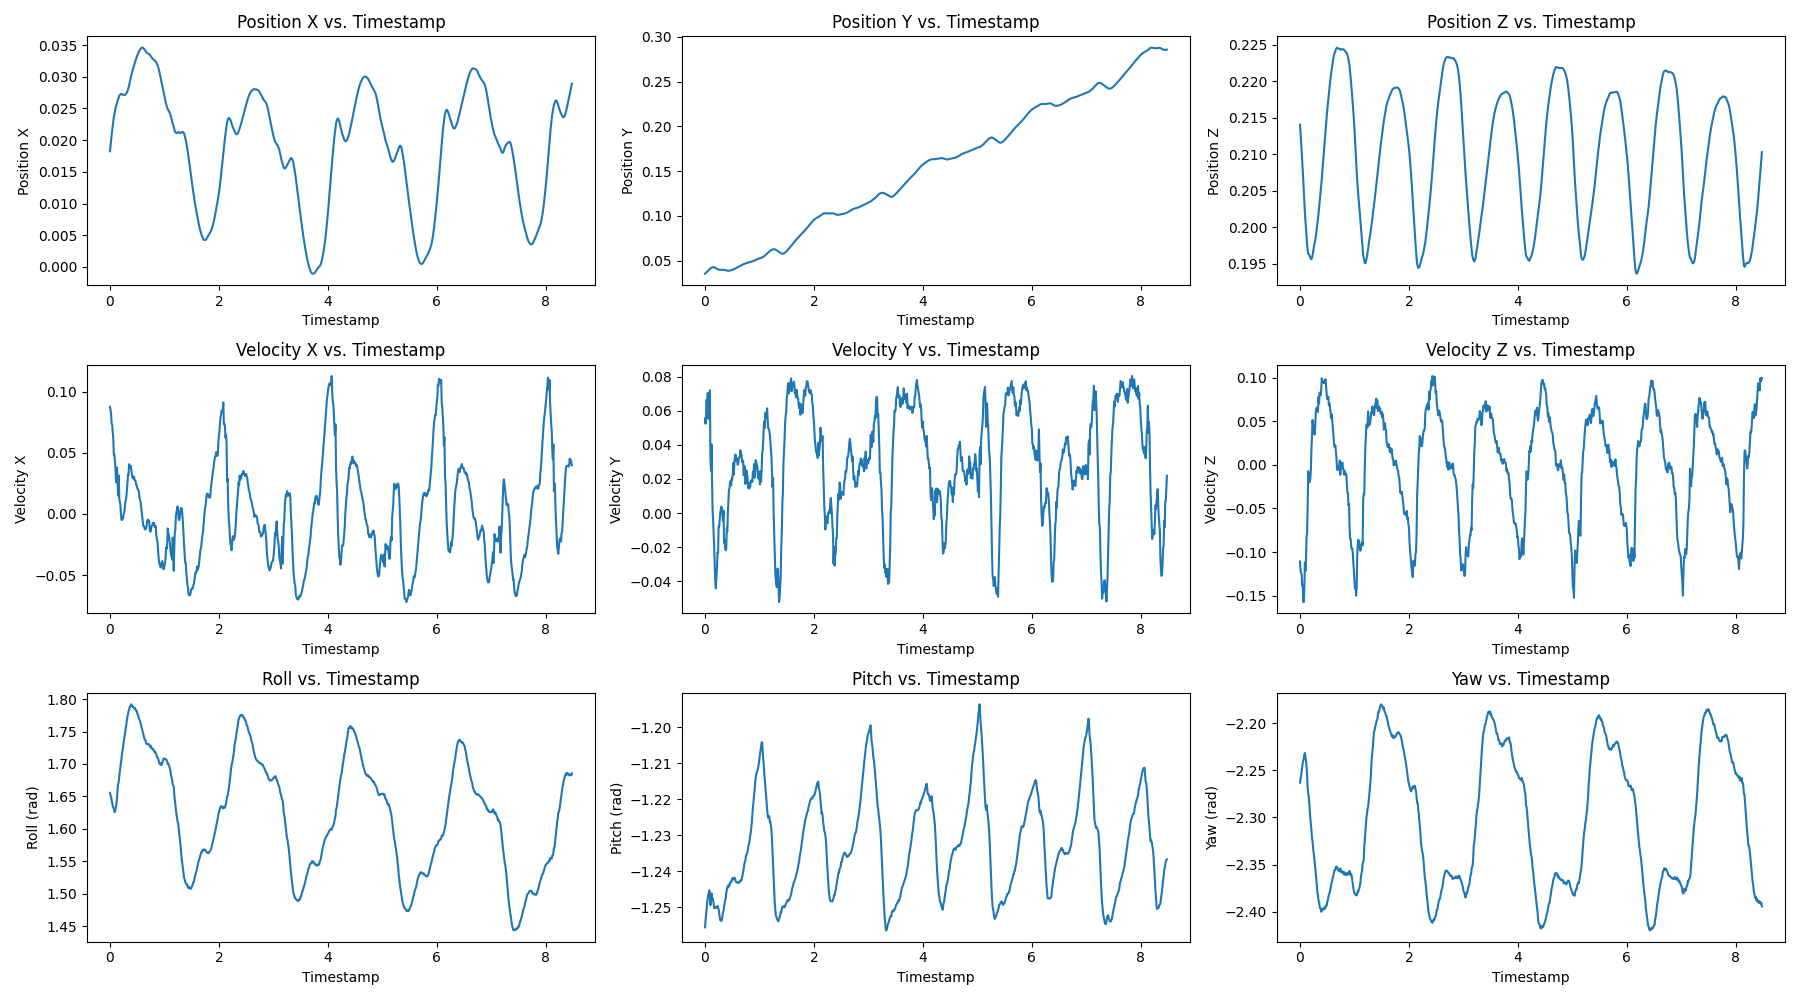 Position X vs. Timestamp
Position X
0.035
0.030
0.025
0.020
0.015
0.010
0.005
0.000
0 2 4 6 8
Timestamp
Position Y vs. Timestamp
Position Y
0.30
0.25
0.20
0.15
0.10
0.05
0 2 4 6 8
Timestamp
Position Z vs. Timestamp
Position Z
0.225
0.220
0.215
0.210
0.205
0.200
0.195
0 2 4 6 8
Timestamp
Velocity X vs. Timestamp
Velocity X
0.10
0.05
0.00
−0.05
0 2 4 6 8
Timestamp
Velocity Y vs. Timestamp
Velocity Y
0.08
0.06
0.04
0.02
0.00
−0.02
−0.04
0 2 4 6 8
Timestamp
Velocity Z vs. Timestamp
Velocity Z
0.10
0.05
0.00
−0.05
−0.10
−0.15
0 2 4 6 8
Timestamp
Roll vs. Timestamp
Roll (rad)
1.80
1.75
1.70
1.65
1.60
1.55
1.50
1.45
0 2 4 6 8
Timestamp
Pitch vs. Timestamp
Pitch (rad)
−1.20
−1.21
−1.22
−1.23
−1.24
−1.25
0 2 4 6 8
Timestamp
Yaw vs. Timestamp
Yaw (rad)
−2.20
−2.25
−2.30
−2.35
−2.40
0 2 4 6 8
Timestamp